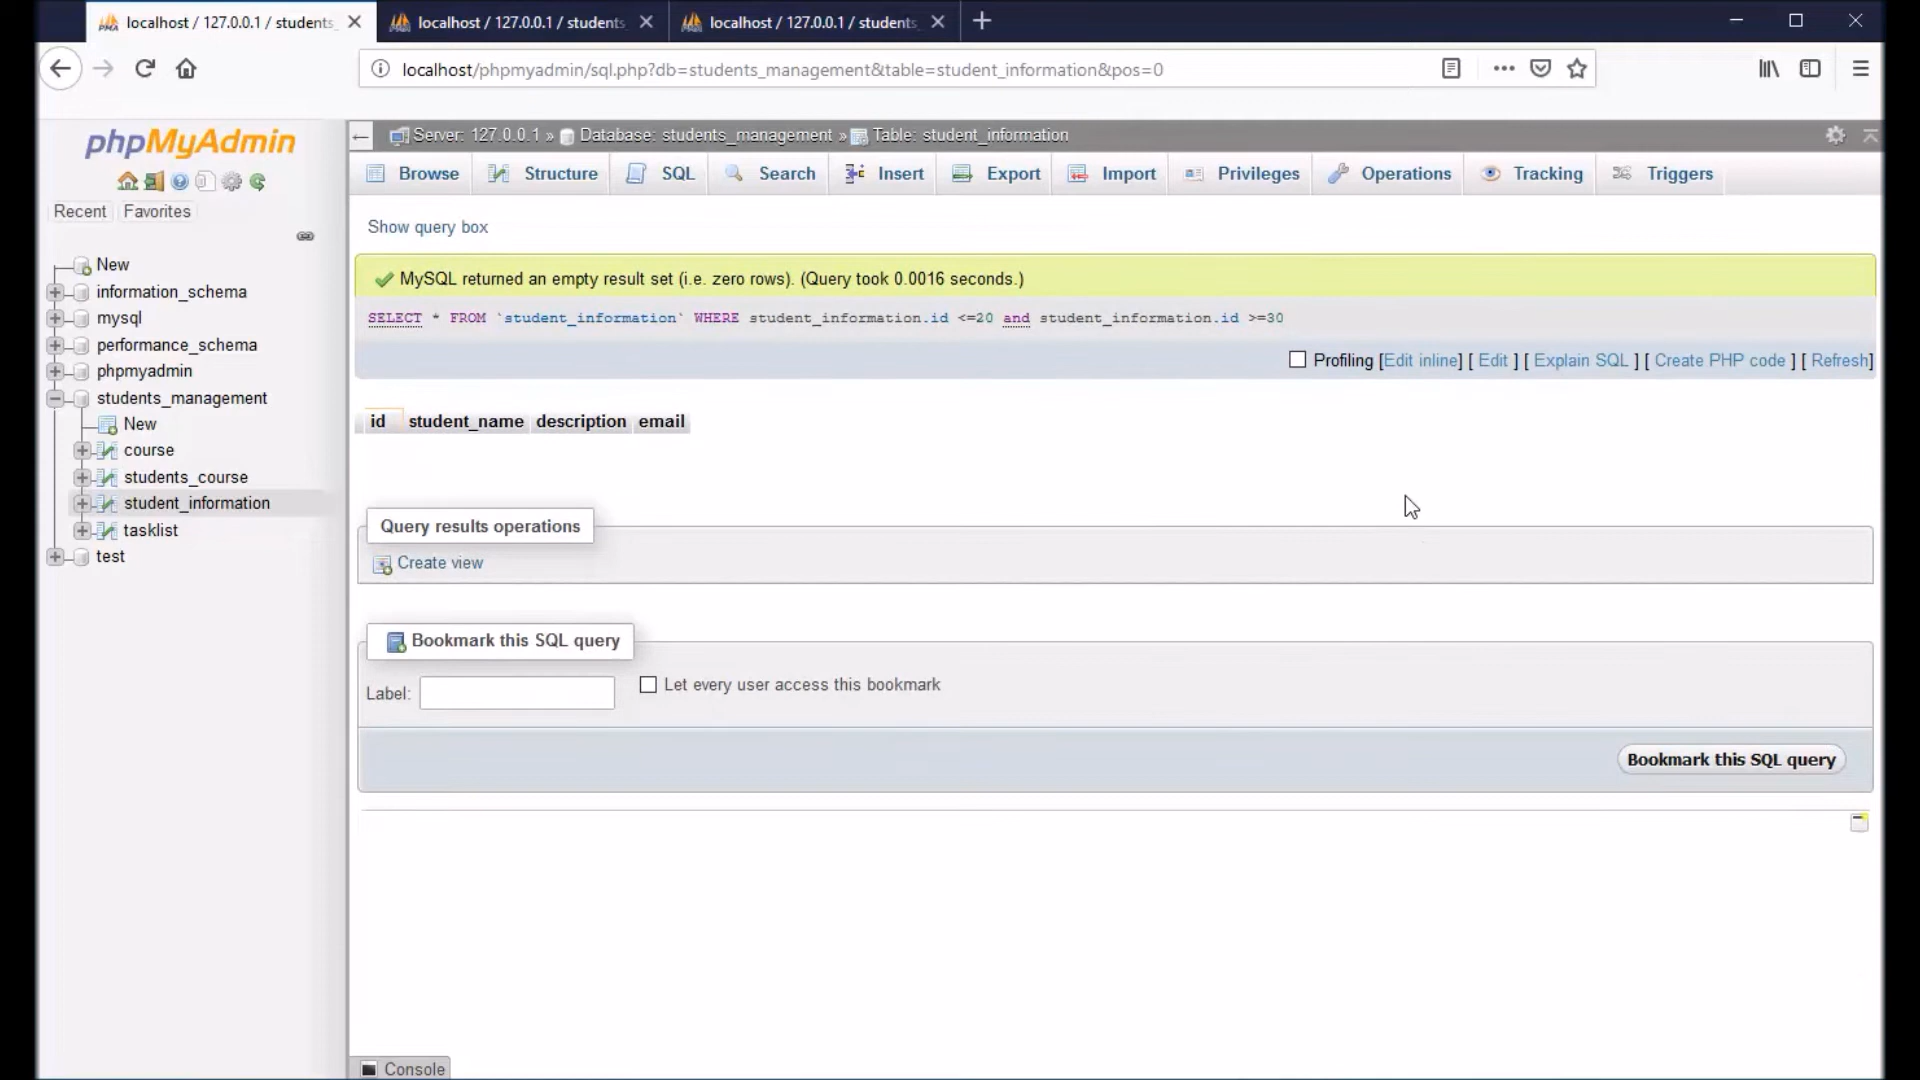 localhost / 127.0.0.1 / students_ localhost / 127.0.0.1 / students localhost / 127.0.0.1 / students_
localhost/phpmyadmin/sql.php?db=students_management&table=student_information&pos=0
phpMyAdmin
Recent Favorites
New
information_schema
mysql
performance_schema
phpmyadmin
students_management
New
course
students_course
student_information
tasklist
test
Server: 127.0.0.1 » Database: students_management » Table: student_information
Browse Structure SQL Search Insert Export Import Privileges Operations Tracking Triggers
Show query box
MySQL returned an empty result set (i.e. zero rows). (Query took 0.0016 seconds.)
SELECT * FROM `student_information` WHERE student_information.id <=20 and student_information.id >=30
Profiling [Edit inline] [ Edit ] [ Explain SQL ] [ Create PHP code ] [ Refresh]
id student_name description email
Query results operations
Create view
Bookmark this SQL query
Label: Let every user access this bookmark
Bookmark this SQL query
Console